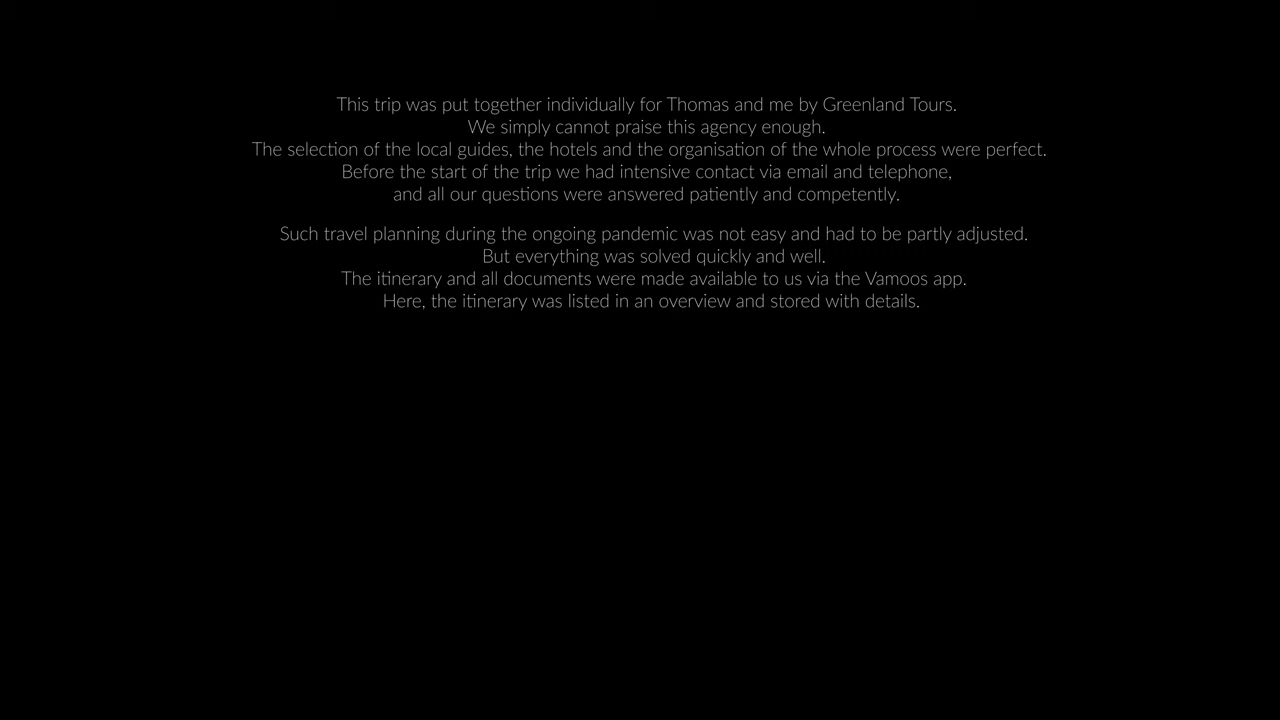 This trip was put together individually for Thomas and me by Greenland Tours.
We simply cannot praise this agency enough.
The selection of the local guides, the hotels and the organisation of the whole process were perfect.
Before the start of the trip we had intensive contact via email and telephone,
and all our questions were answered patiently and competently.
Such travel planning during the ongoing pandemic was not easy and had to be partly adjusted.
But everything was solved quickly and well.
The itinerary and all documents were made available to us via the Vamoos app.
Here, the itinerary was listed in an overview and stored with details.